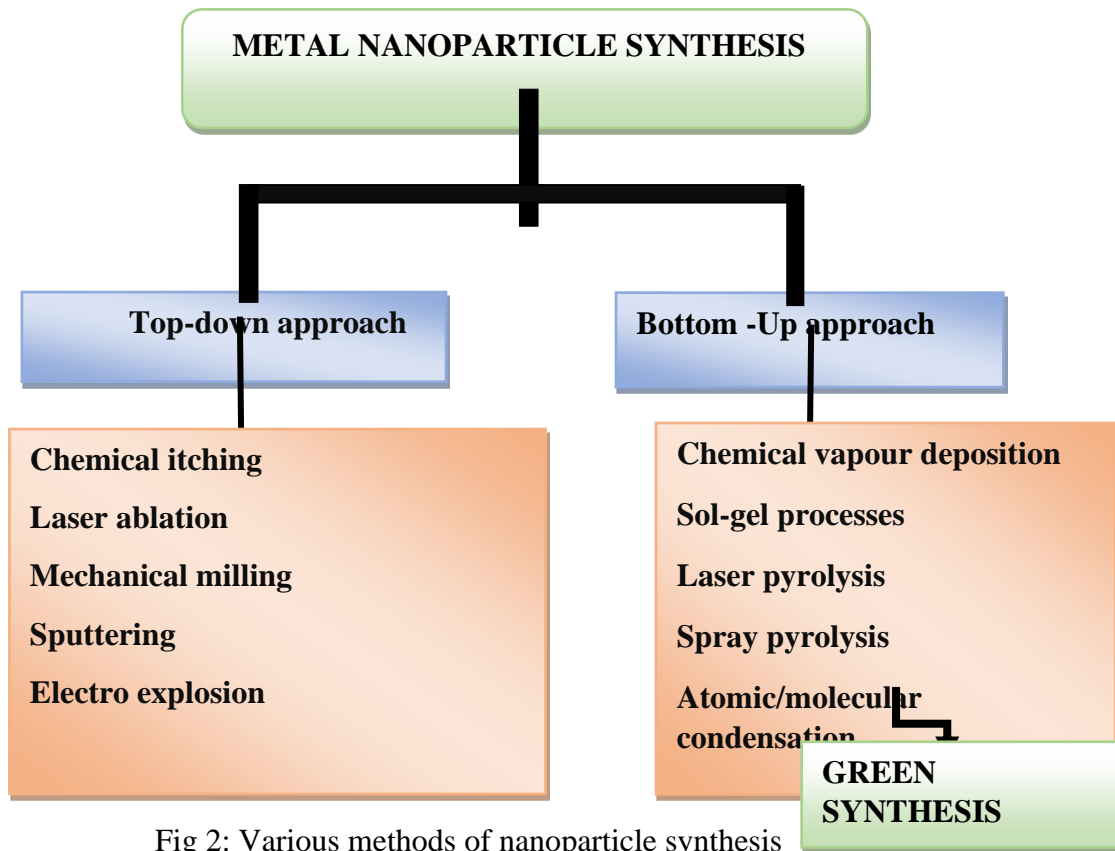 METAL NANOPARTICLE SYNTHESIS
Top-down approach
Bottom -Up approach
Chemical itching
Laser ablation
Mechanical milling
Sputtering
Electro explosion
Chemical vapour deposition
Sol-gel processes
Laser pyrolysis
Spray pyrolysis
Atomic/molecular
condensation
GREEN
SYNTHESIS
Fig 2: Various methods of nanoparticle synthesis